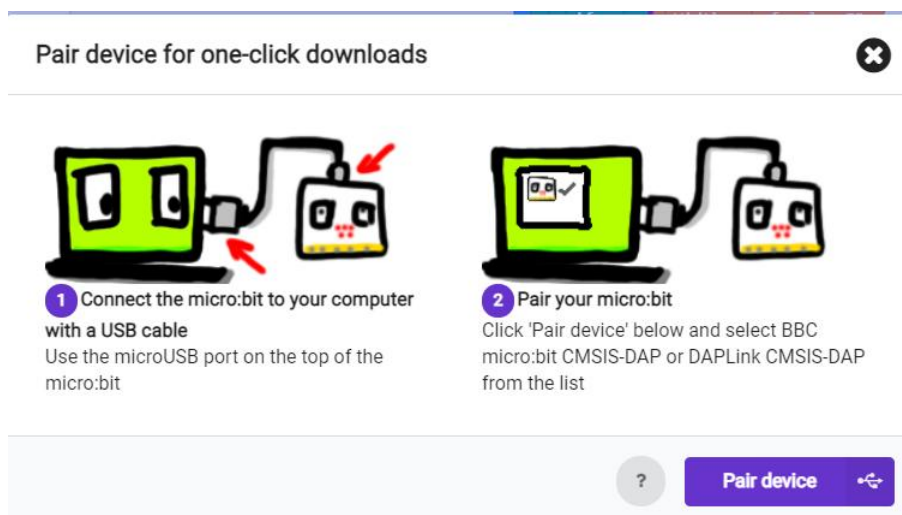 Pair device for one-click downloads
1 Connect the micro:bit to your computer
with a USB cable
Use the microUSB port on the top of the
micro:bit
2 Pair your micro:bit
Click 'Pair device' below and select BBC
micro:bit CMSIS-DAP or DAPLink CMSIS-DAP
from the list
?
Pair device